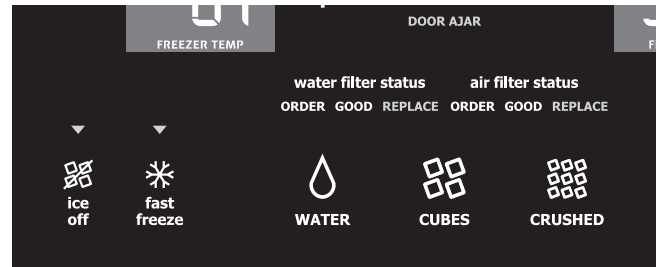 DOOR AJAR
FREEZER TEMP
water filter status air filter status
ORDER GOOD REPLACE ORDER GOOD REPLACE
ice off
fast freeze
WATER
CUBES
CRUSHED